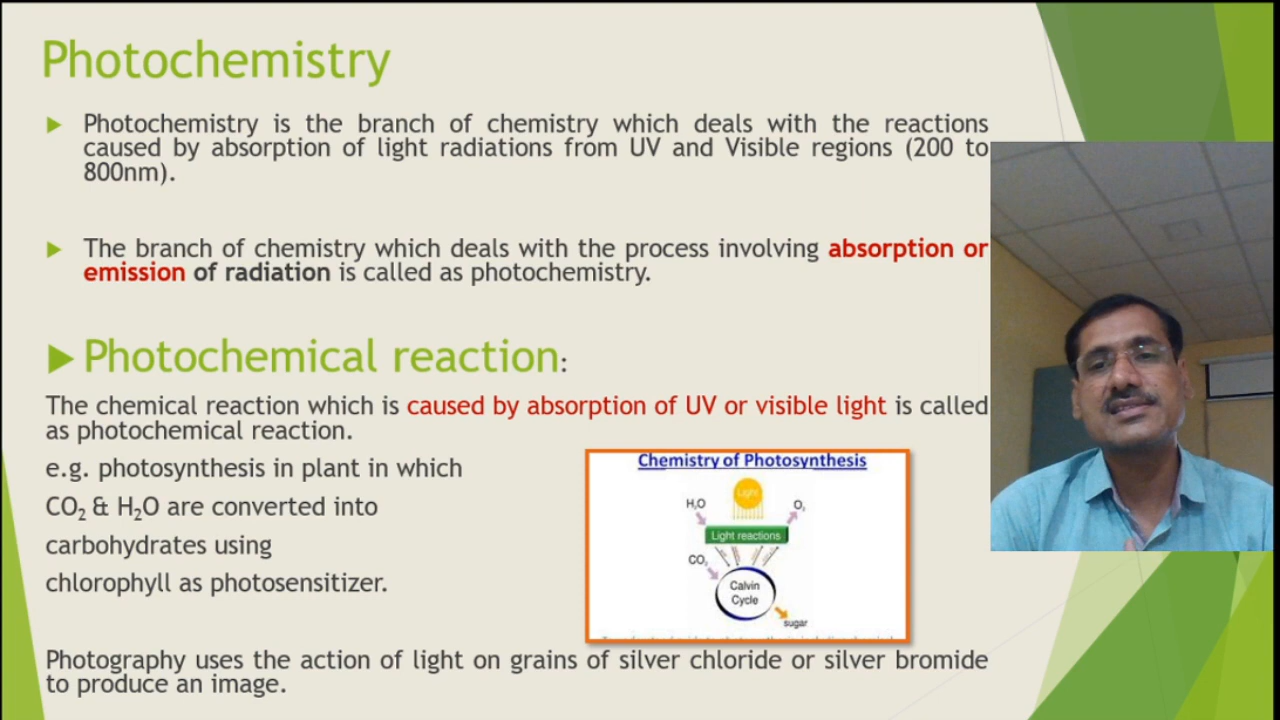 Photochemistry
Photochemistry is the branch of chemistry which deals with the reactions
caused by absorption of light radiations from UV and Visible regions (200 to
800nm).
The branch of chemistry which deals with the process involving absorption or
emission of radiation is called as photochemistry.
Photochemical reaction:
The chemical reaction which is caused by absorption of UV or visible light is called
as photochemical reaction.
e.g. photosynthesis in plant in which
CO₂ & H₂O are converted into
carbohydrates using
chlorophyll as photosensitizer.
Chemistry of Photosynthesis
Light
H₂O
O₂
Light reactions
CO₂
Calvin
Cycle
sugar
Photography uses the action of light on grains of silver chloride or silver bromide
to produce an image.